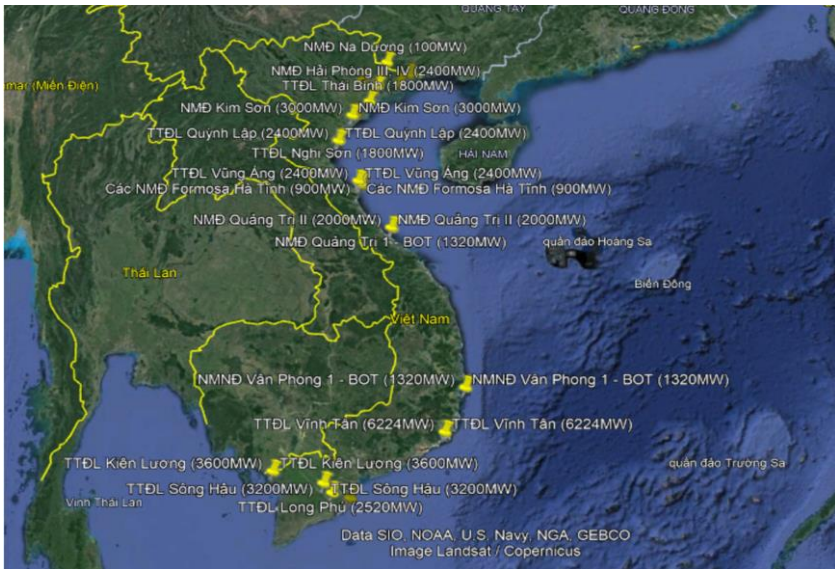 QUẢNG TÂY
QUẢNG ĐÔNG
NMĐ Na Dương (100MW)
NMĐ Hải Phòng III, IV (2400MW)
TTĐL Thái Bình (1800MW)
(Miến Điện)
NMĐ Kim Sơn (3000MW) NMĐ Kim Sơn (3000MW)
TTĐL Quỳnh Lập (2400MW) TTĐL Quỳnh Lập (2400MW)
TTĐL Nghi Sơn (1800MW)
HẢI NAM
TTĐL Vũng Áng (2400MW) TTĐL Vũng Áng (2400MW)
Các NMĐ Formosa Hà Tĩnh (900MW) Các NMĐ Formosa Hà Tĩnh (900MW)
NMĐ Quảng Trị II (2000MW) NMĐ Quảng Trị II (2000MW)
NMĐ Quảng Trị 1 - BOT (1320MW)
quần đảo Hoàng Sa
Thái Lan
Biển Đông
Việt Nam
NMNĐ Vân Phong 1 - BOT (1320MW) NMNĐ Vân Phong 1 - BOT (1320MW)
TTĐL Vĩnh Tân (6224MW) TTĐL Vĩnh Tân (6224MW)
TTĐL Kiên Lương (3600MW) TTĐL Kiên Lương (3600MW)
quần đảo Trường Sa
TTĐL Sông Hậu (3200MW) TTĐL Sông Hậu (3200MW)
Vịnh Thái Lan
TTĐL Long Phú (2520MW)
Data SIO, NOAA, U.S. Navy, NGA, GEBCO
Image Landsat / Copernicus